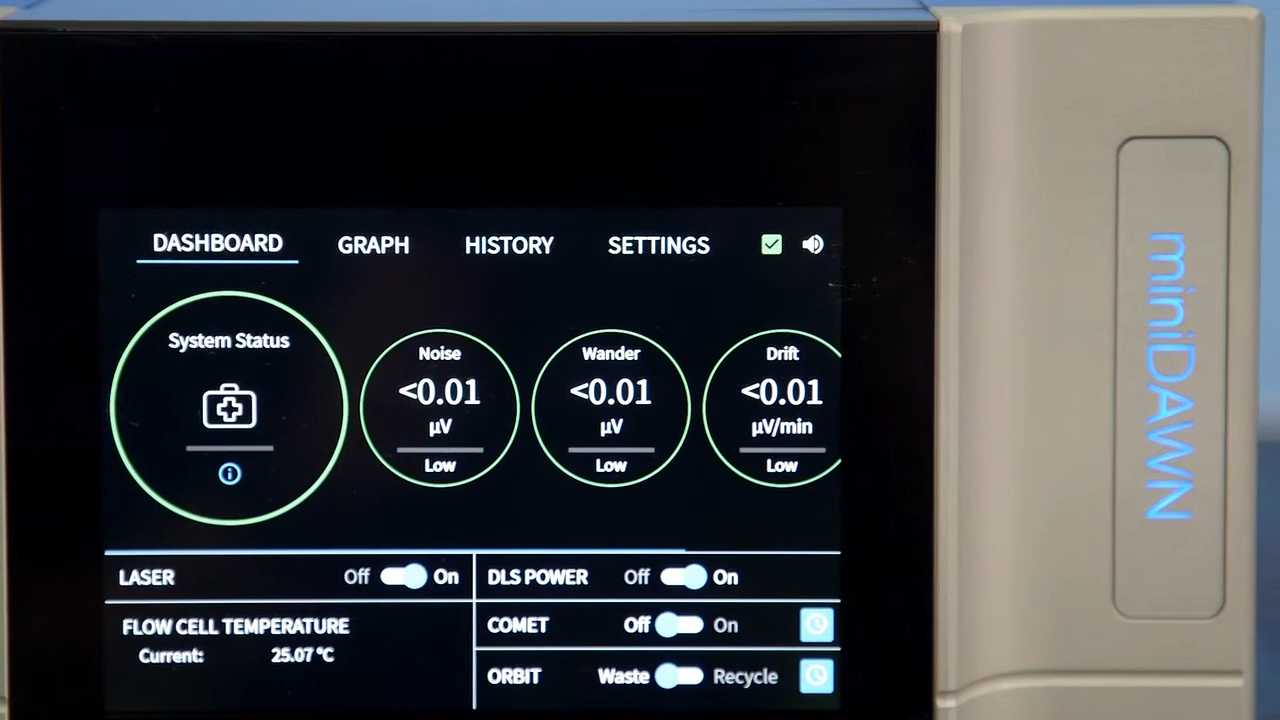 DASHBOARD GRAPH HISTORY SETTINGS
System Status
Noise
<0.01
µV
Low
Wander
<0.01
µV
Low
Drift
<0.01
µV/min
Low
LASER Off On
DLS POWER Off On
FLOW CELL TEMPERATURE
Current: 25.07 °C
COMET Off On
ORBIT Waste Recycle
miniDAWN